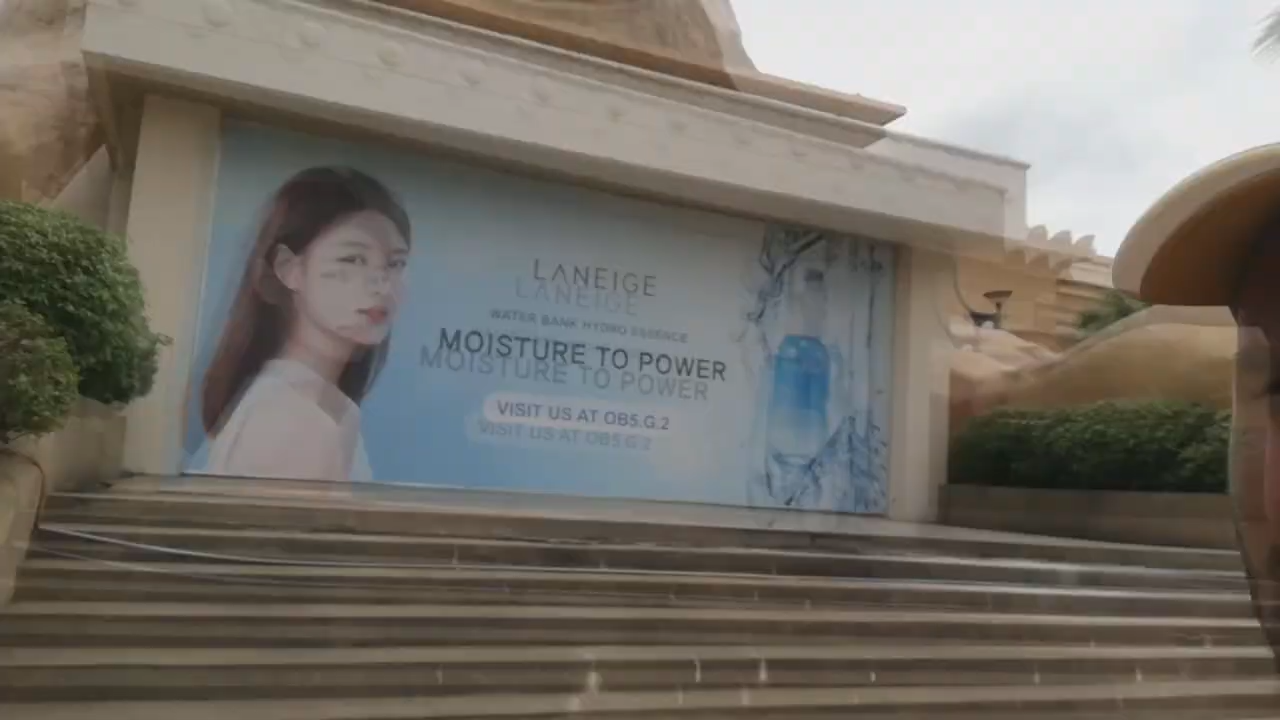 LANEIGE
WATER BANK HYDRO ESSENCE
MOISTURE TO POWER
VISIT US AT OB5.G.2